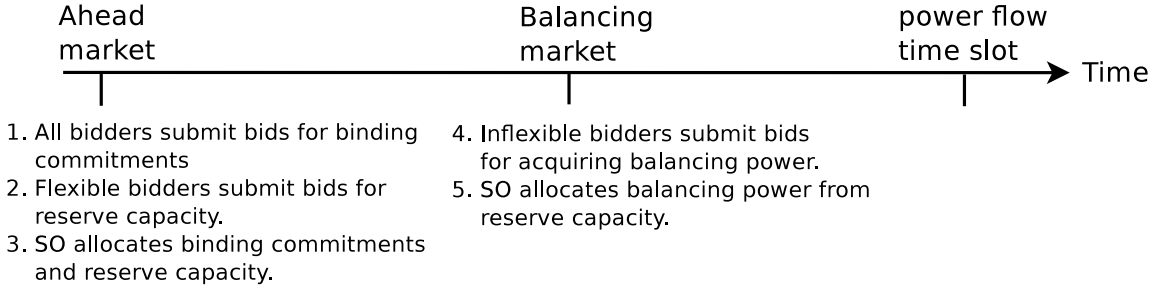 Ahead
market
Balancing
market
power flow
time slot
Time
1. All bidders submit bids for binding
commitments
2. Flexible bidders submit bids for
reserve capacity.
3. SO allocates binding commitments
and reserve capacity.
4. Inflexible bidders submit bids
for acquiring balancing power.
5. SO allocates balancing power from
reserve capacity.